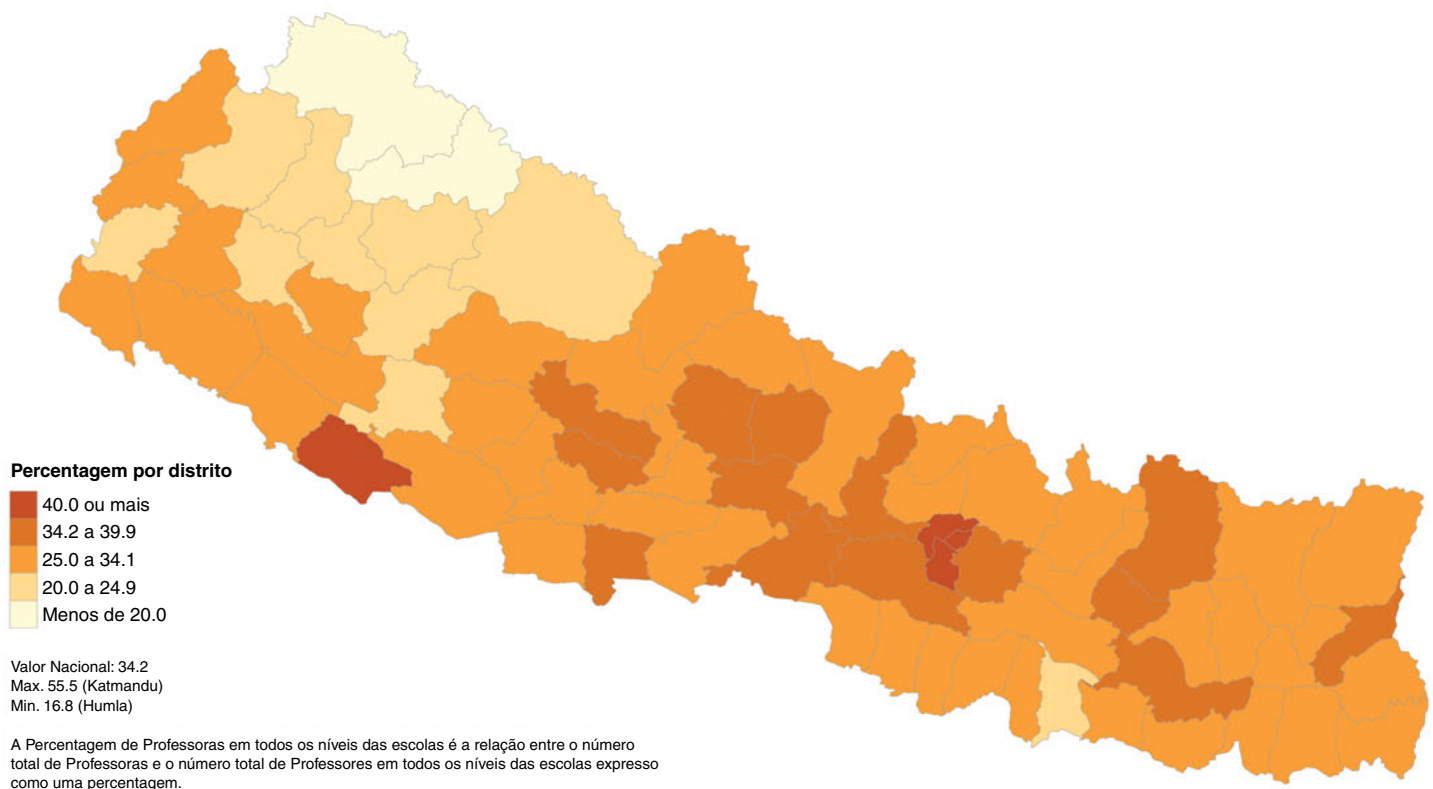 Percentagem por distrito
40.0 ou mais
34.2 a 39.9
25.0 a 34.1
20.0 a 24.9
Menos de 20.0
Valor Nacional: 34.2
Max. 55.5 (Katmandu)
Min. 16.8 (Humla)
A Percentagem de Professoras em todos os níveis das escolas é a relação entre o número
total de Professoras e o número total de Professores em todos os níveis das escolas expresso
como uma percentagem.